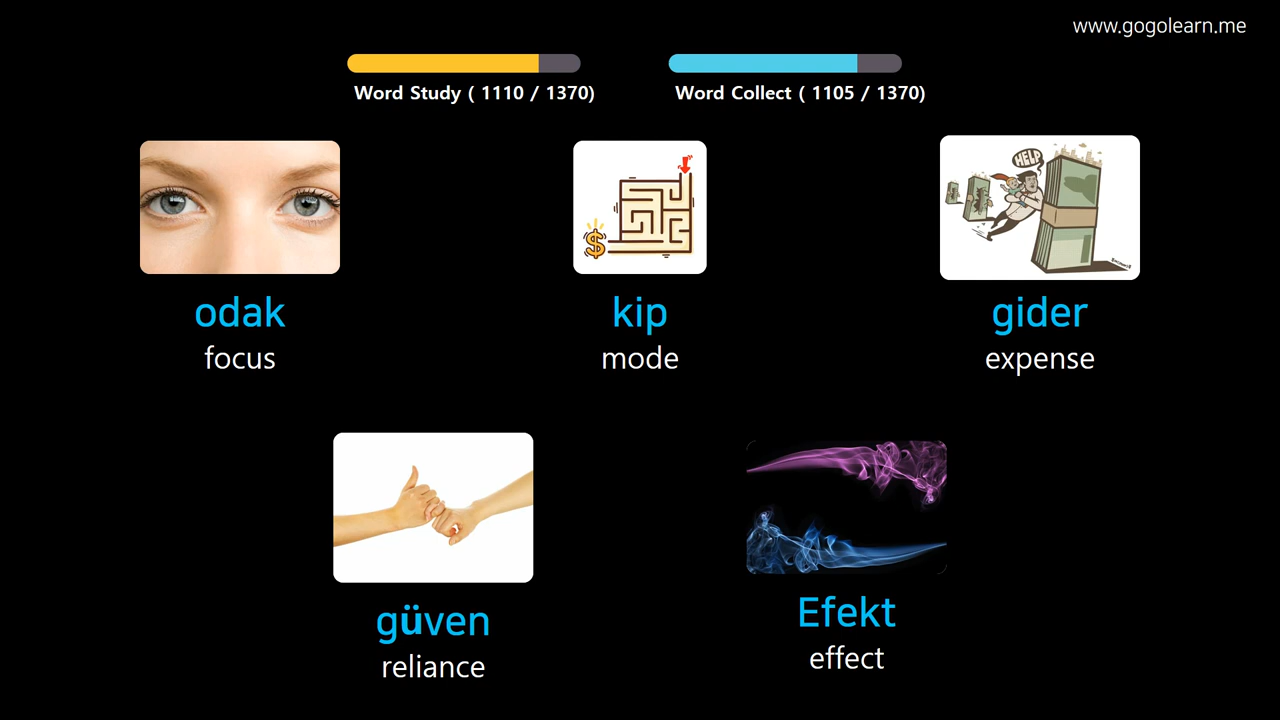 www.gogolearn.me
Word Study ( 1110 / 1370)
Word Collect ( 1105 / 1370)
HELP
odak
focus
kip
mode
gider
expense
güven
reliance
Efekt
effect